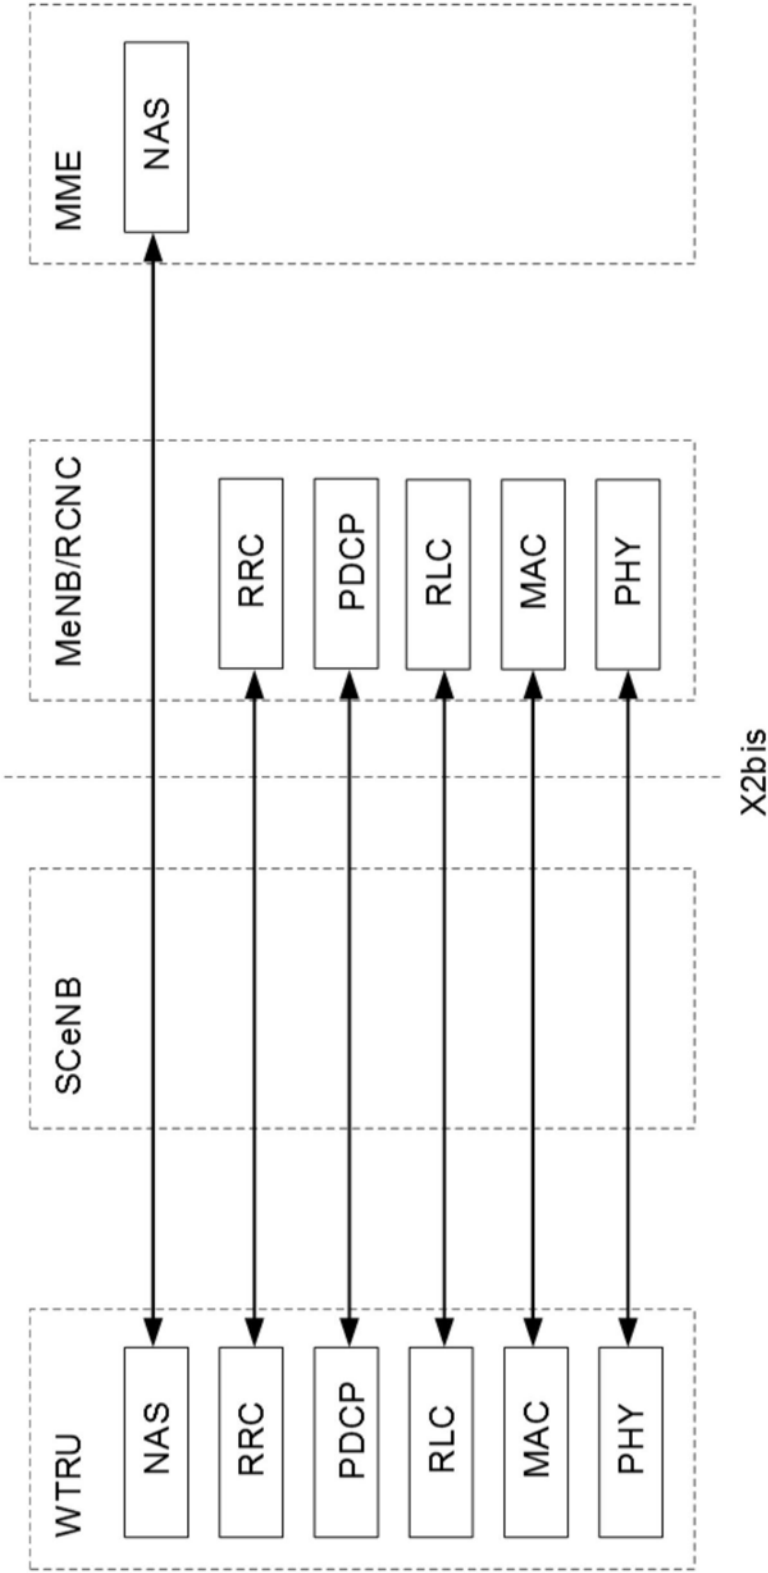 WTRU
NAS
RRC
PDCP
RLC
MAC
PHY
SCeNB
X2bis
MeNB/RCNC
RRC
PDCP
RLC
MAC
PHY
MME
NAS